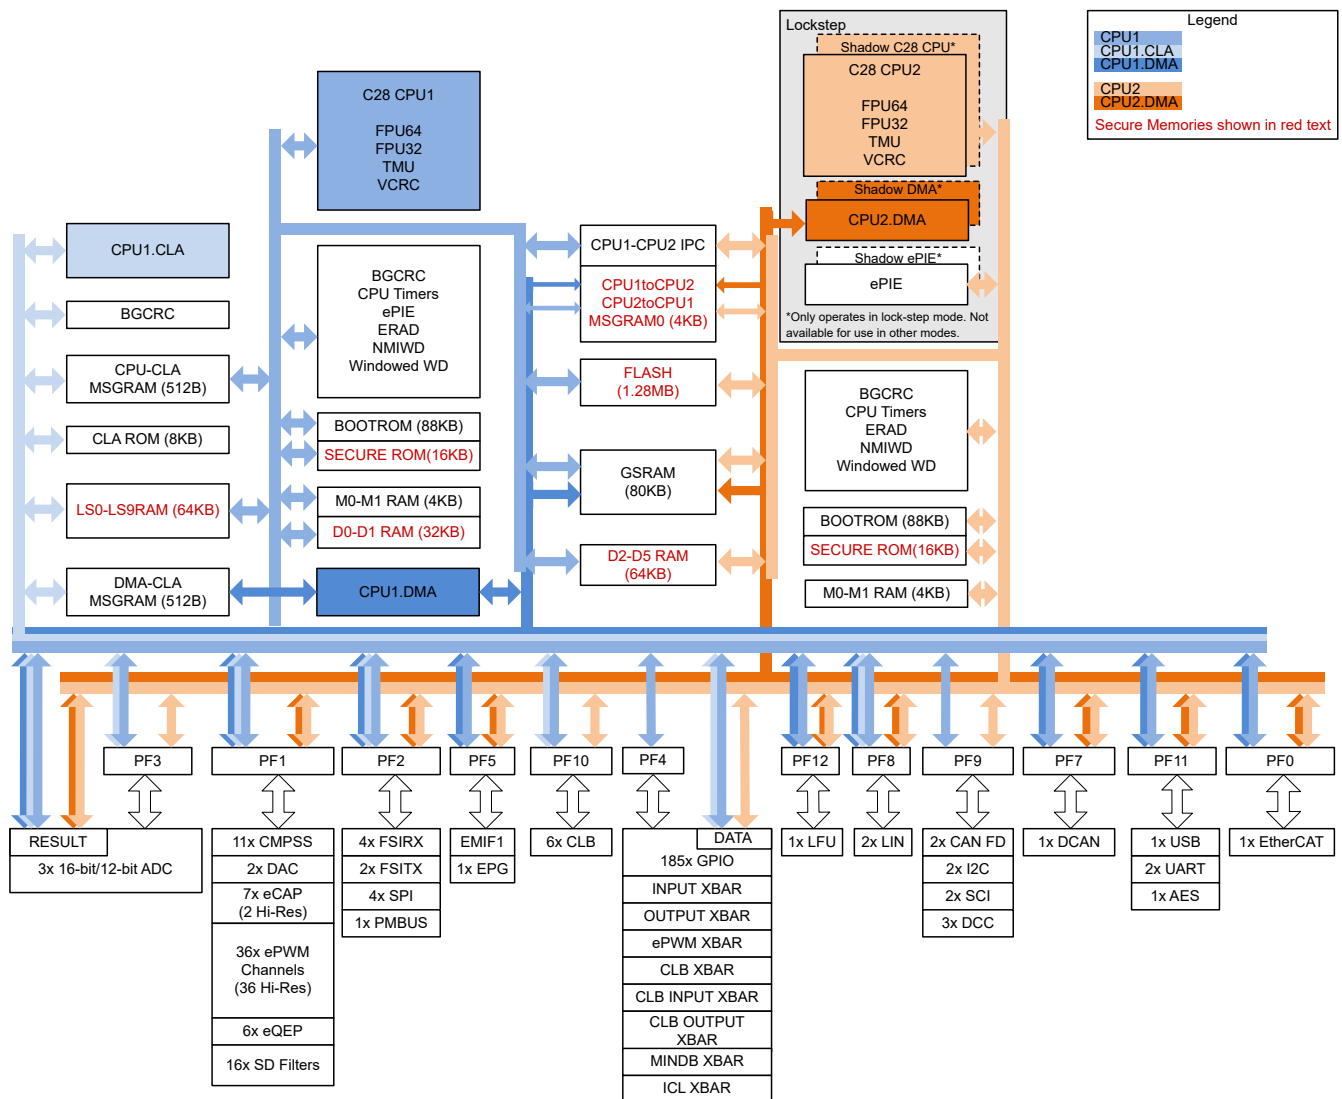 Lockstep
Shadow C28 CPU*
C28 CPU2
FPU64
FPU32
TMU
VCRC
Shadow DMA*
CPU2.DMA
Shadow ePIE*
ePIE
*Only operates in lock-step mode. Not
available for use in other modes.
Legend
CPU1
CPU1.CLA
CPU1.DMA
CPU2
CPU2.DMA
Secure Memories shown in red text
C28 CPU1
FPU64
FPU32
TMU
VCRC
CPU1.CLA
BGCRC
CPU-CLA
MSGRAM (512B)
CLA ROM (8KB)
LS0-LS9RAM (64KB)
DMA-CLA
MSGRAM (512B)
BGCRC
CPU Timers
ePIE
ERAD
NMIWD
Windowed WD
BOOTROM (88KB)
SECURE ROM(16KB)
M0-M1 RAM (4KB)
D0-D1 RAM (32KB)
CPU1.DMA
CPU1-CPU2 IPC
CPU1toCPU2
CPU2toCPU1
MSGRAM0 (4KB)
FLASH
(1.28MB)
GSRAM
(80KB)
D2-D5 RAM
(64KB)
BGCRC
CPU Timers
ERAD
NMIWD
Windowed WD
BOOTROM (88KB)
SECURE ROM(16KB)
M0-M1 RAM (4KB)
PF3
PF1
PF2
PF5
PF10
PF4
PF12
PF8
PF9
PF7
PF11
PF0
RESULT
3x 16-bit/12-bit ADC
11x CMPSS
2x DAC
7x eCAP
(2 Hi-Res)
36x ePWM
Channels
(36 Hi-Res)
6x eQEP
16x SD Filters
4x FSIRX
2x FSITX
4x SPI
1x PMBUS
EMIF1
1x EPG
6x CLB
DATA
185x GPIO
INPUT XBAR
OUTPUT XBAR
ePWM XBAR
CLB XBAR
CLB INPUT XBAR
CLB OUTPUT
XBAR
MINDB XBAR
ICL XBAR
1x LFU
2x LIN
2x CAN FD
2x I2C
2x SCI
3x DCC
1x DCAN
1x USB
2x UART
1x AES
1x EtherCAT